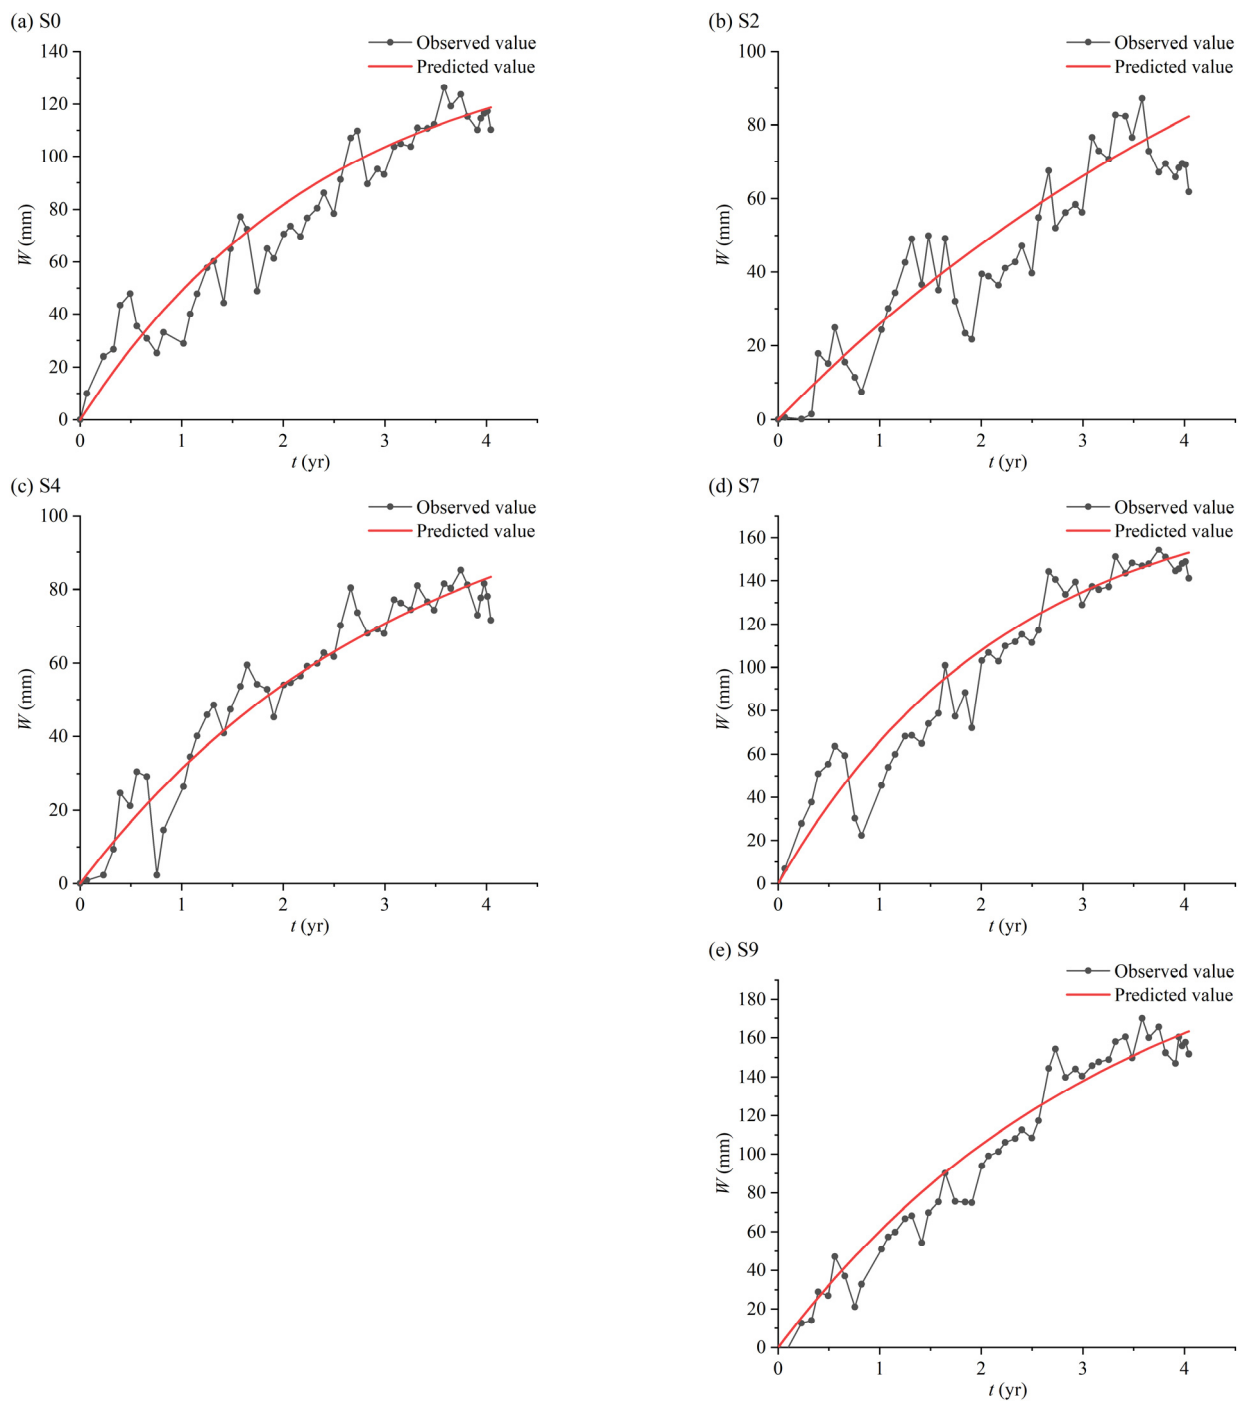 (a) S0
Observed value
Predicted value
140
120
100
80
60
40
20
0
W (mm)
0 1 2 3 4
t (yr)
(b) S2
Observed value
Predicted value
100
80
60
40
20
0
W (mm)
0 1 2 3 4
t (yr)
(c) S4
Observed value
Predicted value
100
80
60
40
20
0
W (mm)
0 1 2 3 4
t (yr)
(d) S7
Observed value
Predicted value
160
140
120
100
80
60
40
20
0
W (mm)
0 1 2 3 4
t (yr)
(e) S9
Observed value
Predicted value
180
160
140
120
100
80
60
40
20
0
W (mm)
0 1 2 3 4
t (yr)